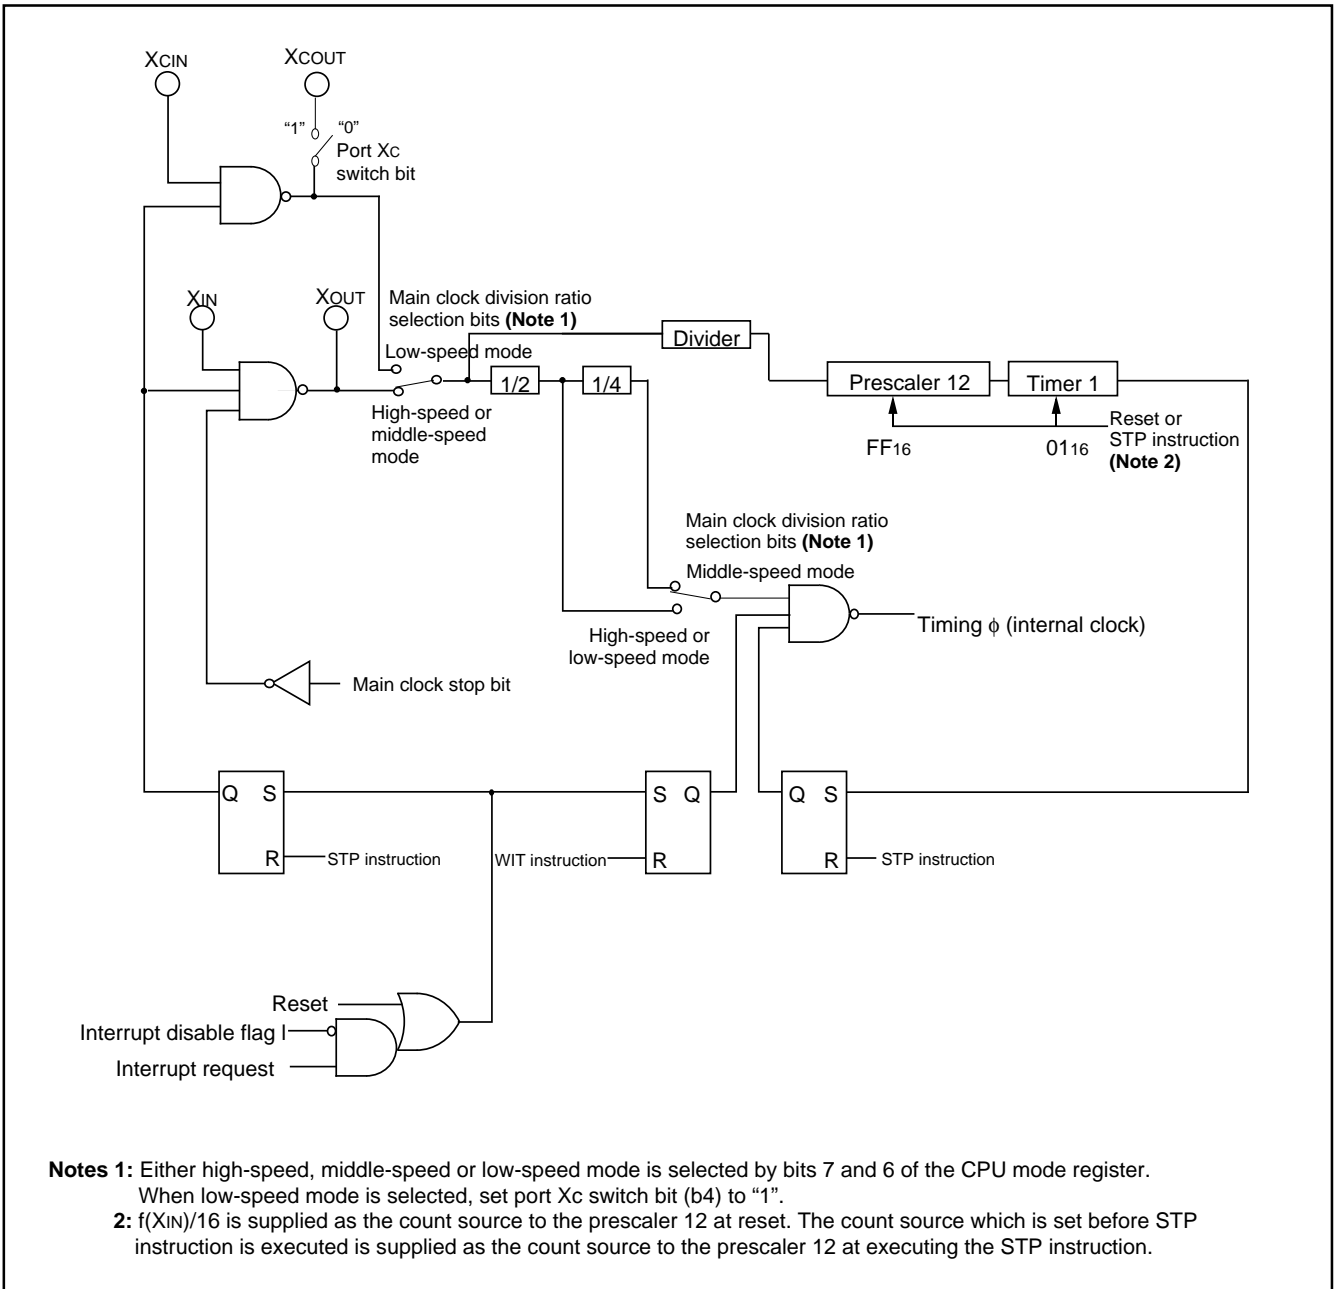 XCIN
XCOUT
“1”
“0”
Port XC
switch bit
XIN
XOUT
Main clock division ratio
selection bits (Note 1)
Low-speed mode
Divider
1/2
1/4
Prescaler 12
Timer 1
High-speed or
middle-speed
mode
FF16
0116
Reset or
STP instruction
(Note 2)
Main clock division ratio
selection bits (Note 1)
Middle-speed mode
High-speed or
low-speed mode
Timing ϕ (internal clock)
Main clock stop bit
Q S
R
STP instruction
WIT instruction
S Q
R
Q S
R
STP instruction
Reset
Interrupt disable flag I
Interrupt request
Notes 1: Either high-speed, middle-speed or low-speed mode is selected by bits 7 and 6 of the CPU mode register.
When low-speed mode is selected, set port Xc switch bit (b4) to “1”.
2: f(XIN)/16 is supplied as the count source to the prescaler 12 at reset. The count source which is set before STP
instruction is executed is supplied as the count source to the prescaler 12 at executing the STP instruction.